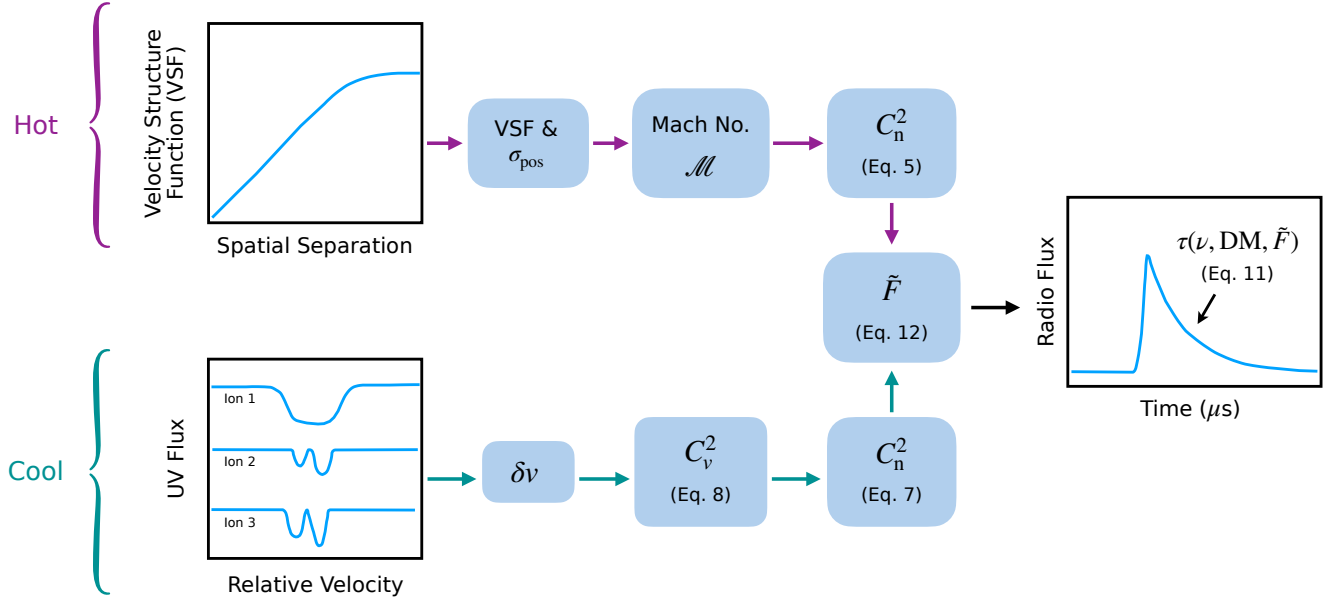 Hot
Velocity Structure
Function (VSF)
Spatial Separation
VSF &
σ_pos
Mach No.
ℳ
C_n^2
(Eq. 5)
F̃
(Eq. 12)
Radio Flux
τ(ν, DM, F̃)
(Eq. 11)
Time (μs)
Cool
UV Flux
Ion 1
Ion 2
Ion 3
Relative Velocity
δv
C_v^2
(Eq. 8)
C_n^2
(Eq. 7)